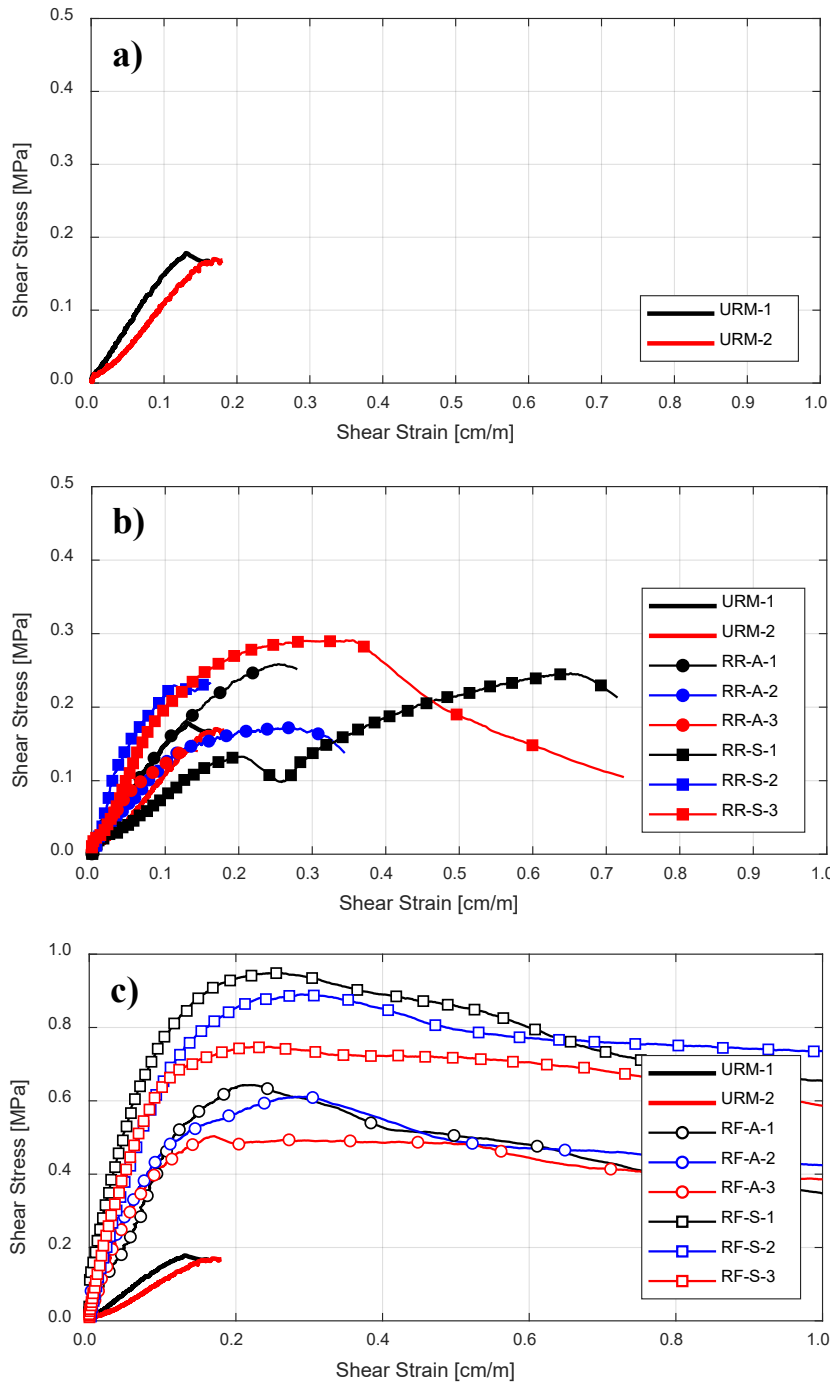 a)
0.5
0.4
0.3
0.2
0.1
0.0
Shear Stress [MPa]
URM-1
URM-2
0.0 0.1 0.2 0.3 0.4 0.5 0.6 0.7 0.8 0.9 1.0
Shear Strain [cm/m]
b)
0.5
0.4
0.3
0.2
0.1
0.0
Shear Stress [MPa]
URM-1
URM-2
RR-A-1
RR-A-2
RR-A-3
RR-S-1
RR-S-2
RR-S-3
0.0 0.1 0.2 0.3 0.4 0.5 0.6 0.7 0.8 0.9 1.0
Shear Strain [cm/m]
c)
1.0
0.8
0.6
0.4
0.2
0.0
Shear Stress [MPa]
URM-1
URM-2
RF-A-1
RF-A-2
RF-A-3
RF-S-1
RF-S-2
RF-S-3
0.0 0.2 0.4 0.6 0.8 1.0
Shear Strain [cm/m]